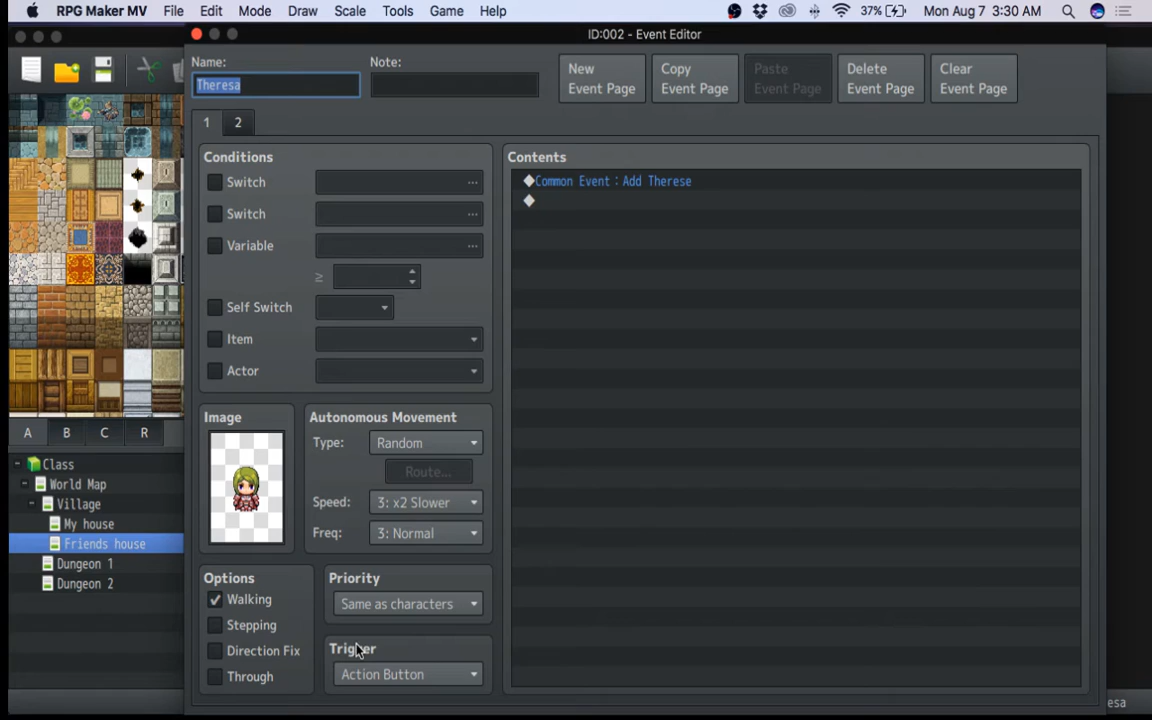 RPG Maker MV File Edit Mode Draw Scale Tools Game Help 37% Mon Aug 7 3:30 AM
ID:002 - Event Editor
Name:
Note:
Theresa
New
Event Page
Copy
Event Page
Paste
Event Page
Delete
Event Page
Clear
Event Page
1 2
Conditions
Switch ...
Switch ...
Variable ...
≥
Self Switch
Item
Actor
Image
Autonomous Movement
Type: Random
Route...
Speed: 3: x2 Slower
Freq: 3: Normal
Options
Walking
Stepping
Direction Fix
Through
Priority
Same as characters
Trigger
Action Button
Contents
◆Common Event：Add Therese
◆
A B C R
Class
World Map
Village
My house
Friends house
Dungeon 1
Dungeon 2
esa